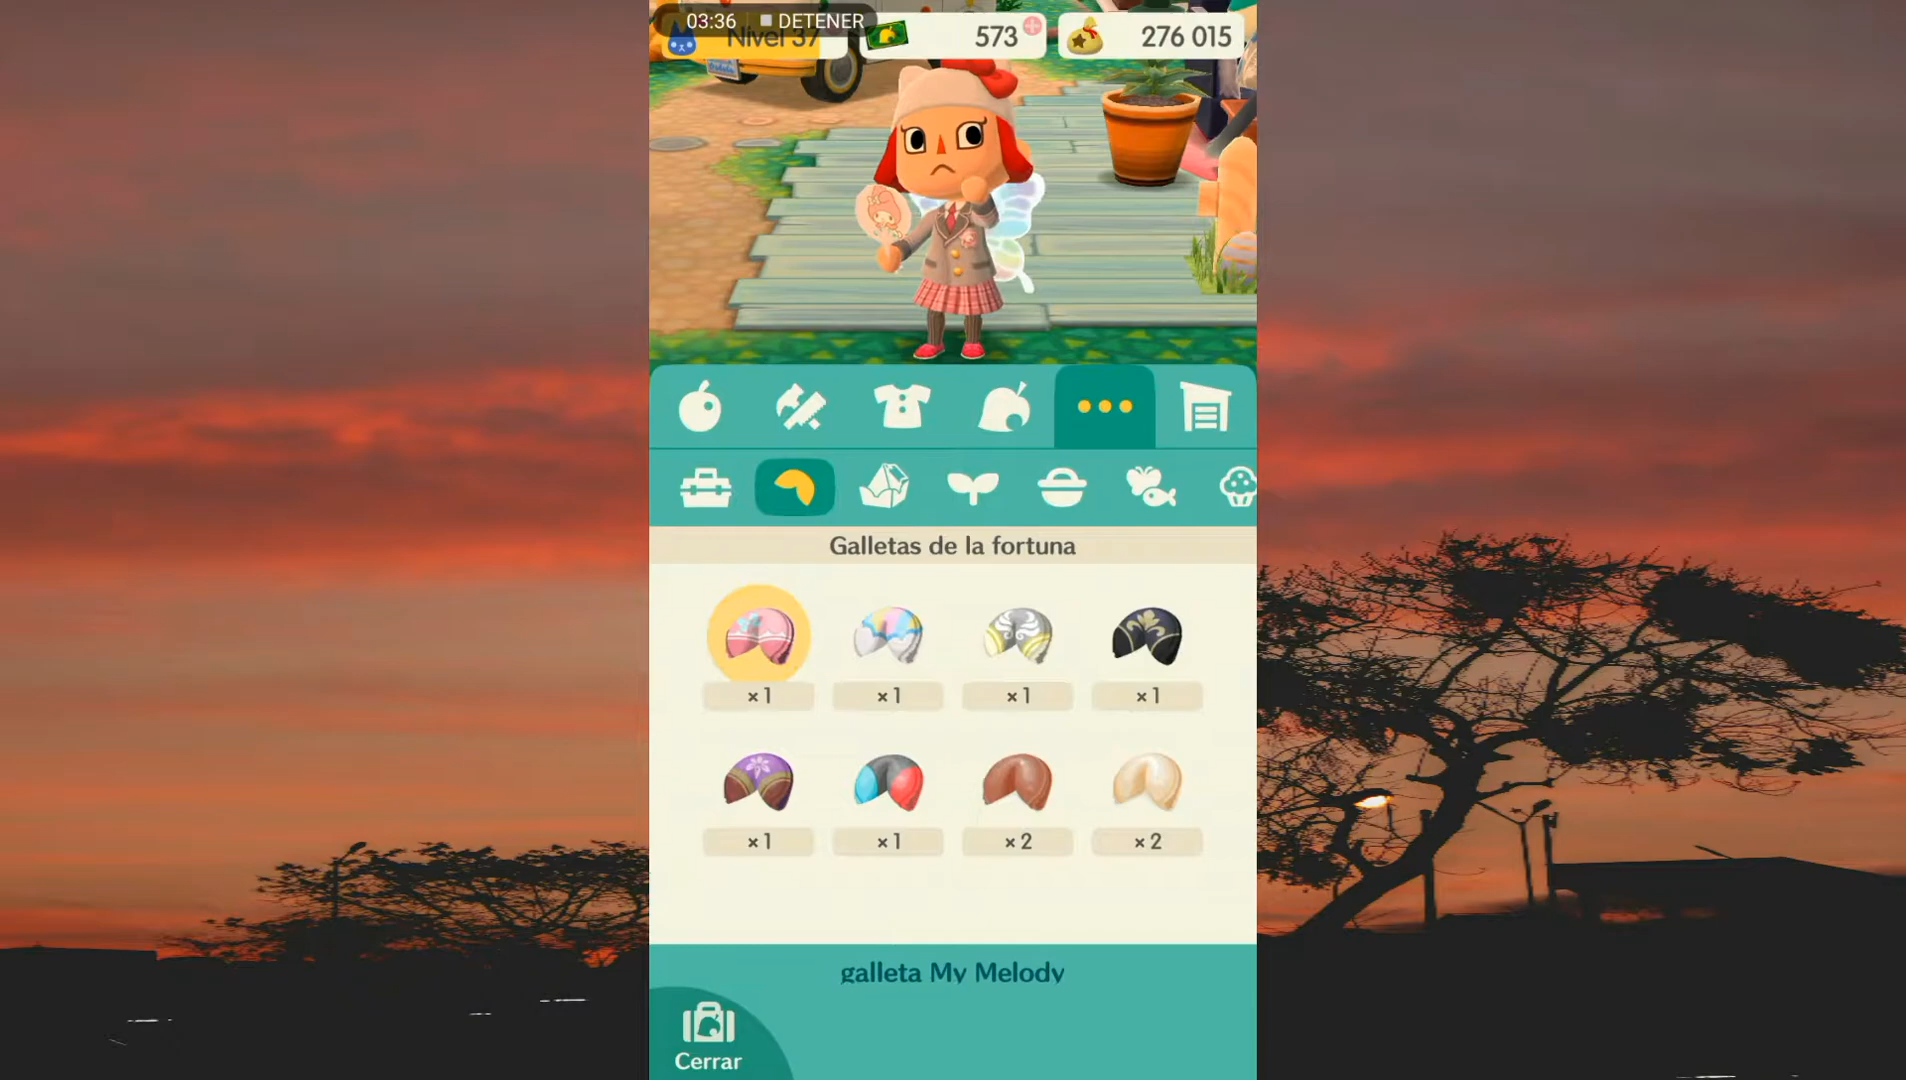 03:36 DETENER
Nivel 37
573
276 015
Galletas de la fortuna
×1
×1
×1
×1
×1
×1
×2
×2
galleta My Melody
Cerrar